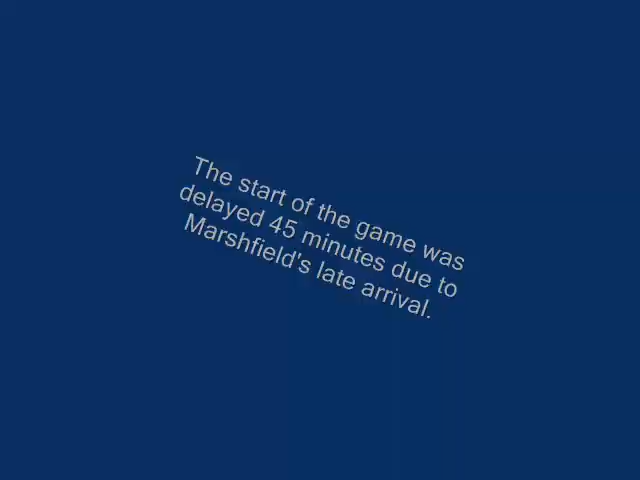 The start of the game was
delayed 45 minutes due to
Marshfield's late arrival.